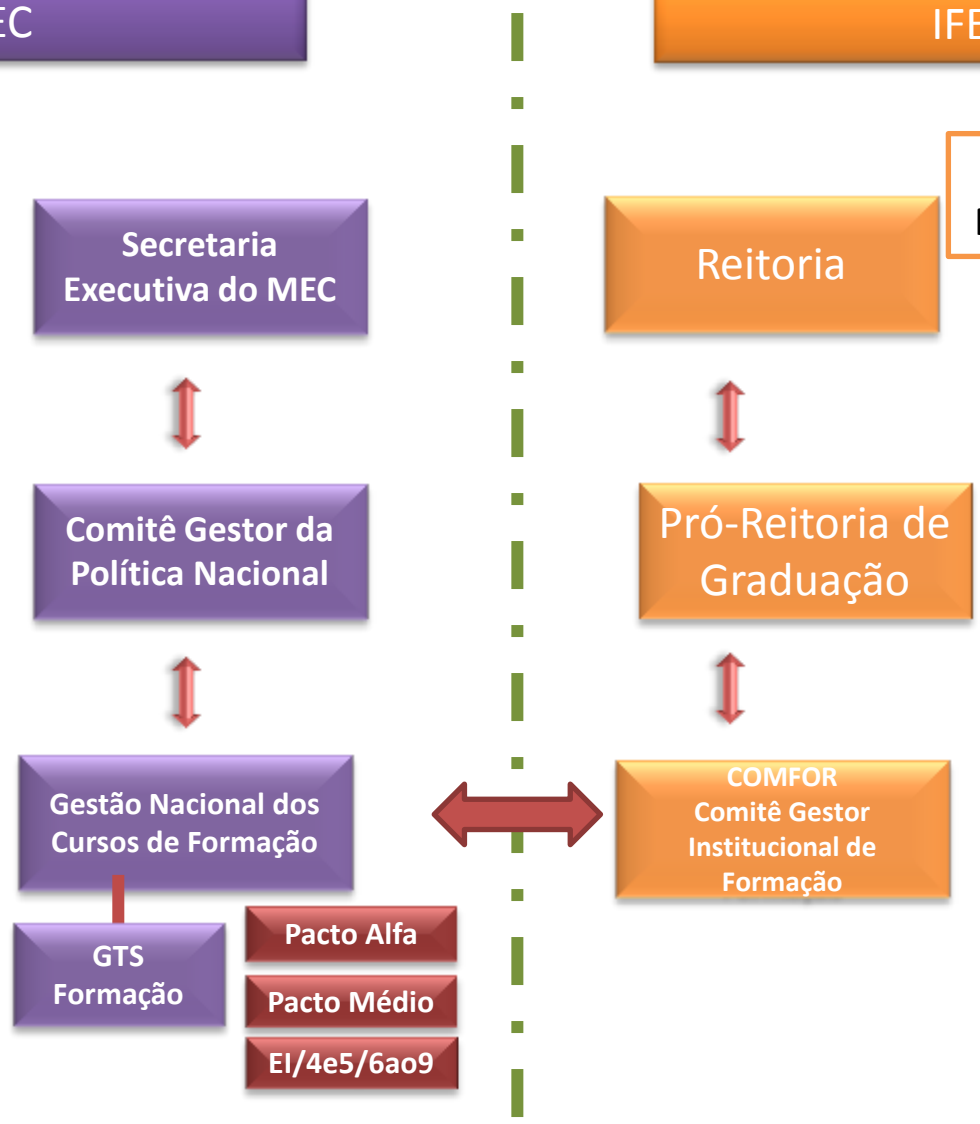 EC
IFE
Secretaria
Executiva do MEC
Reitoria
Comitê Gestor da
Política Nacional
Pró-Reitoria de
Graduação
Gestão Nacional dos
Cursos de Formação
COMFOR
Comitê Gestor
Institucional de
Formação
GTS
Formação
Pacto Alfa
Pacto Médio
EI/4e5/6ao9